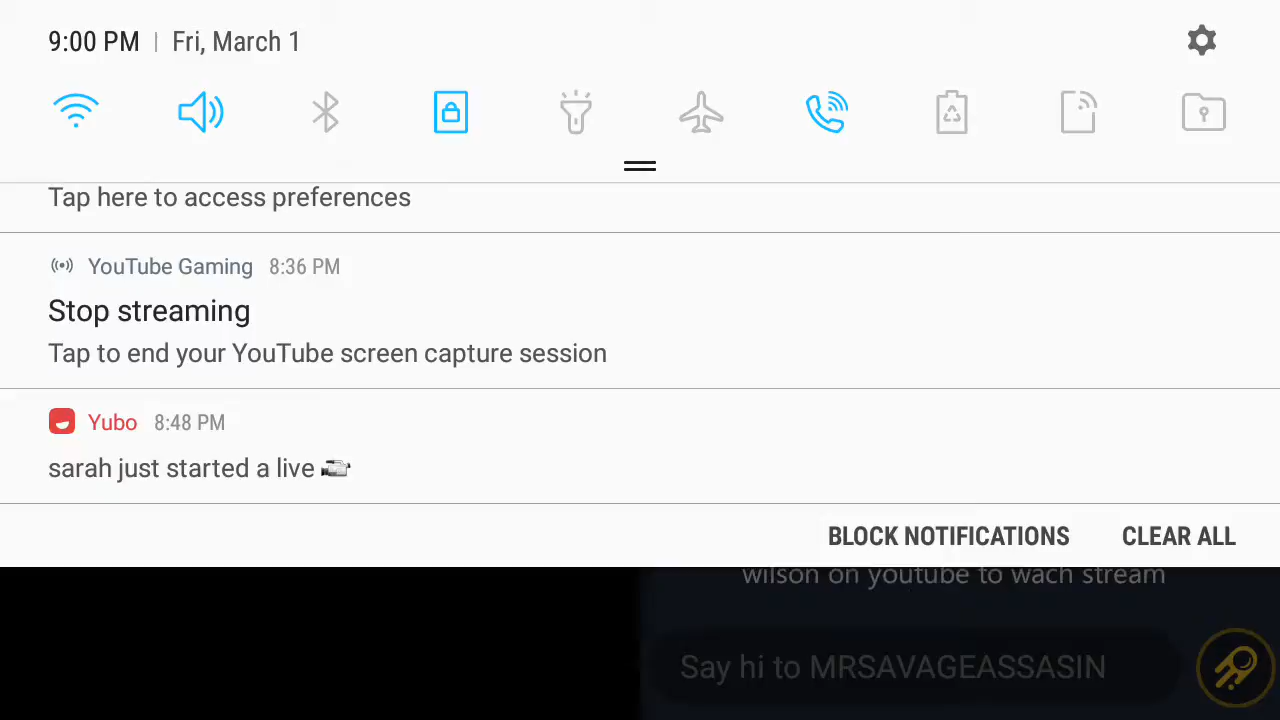 9:00 PM | Fri, March 1
Tap here to access preferences
YouTube Gaming 8:36 PM
Stop streaming
Tap to end your YouTube screen capture session
Yubo 8:48 PM
sarah just started a live
BLOCK NOTIFICATIONS CLEAR ALL
wilson on youtube to wach stream
Say hi to MRSAVAGEASSASIN